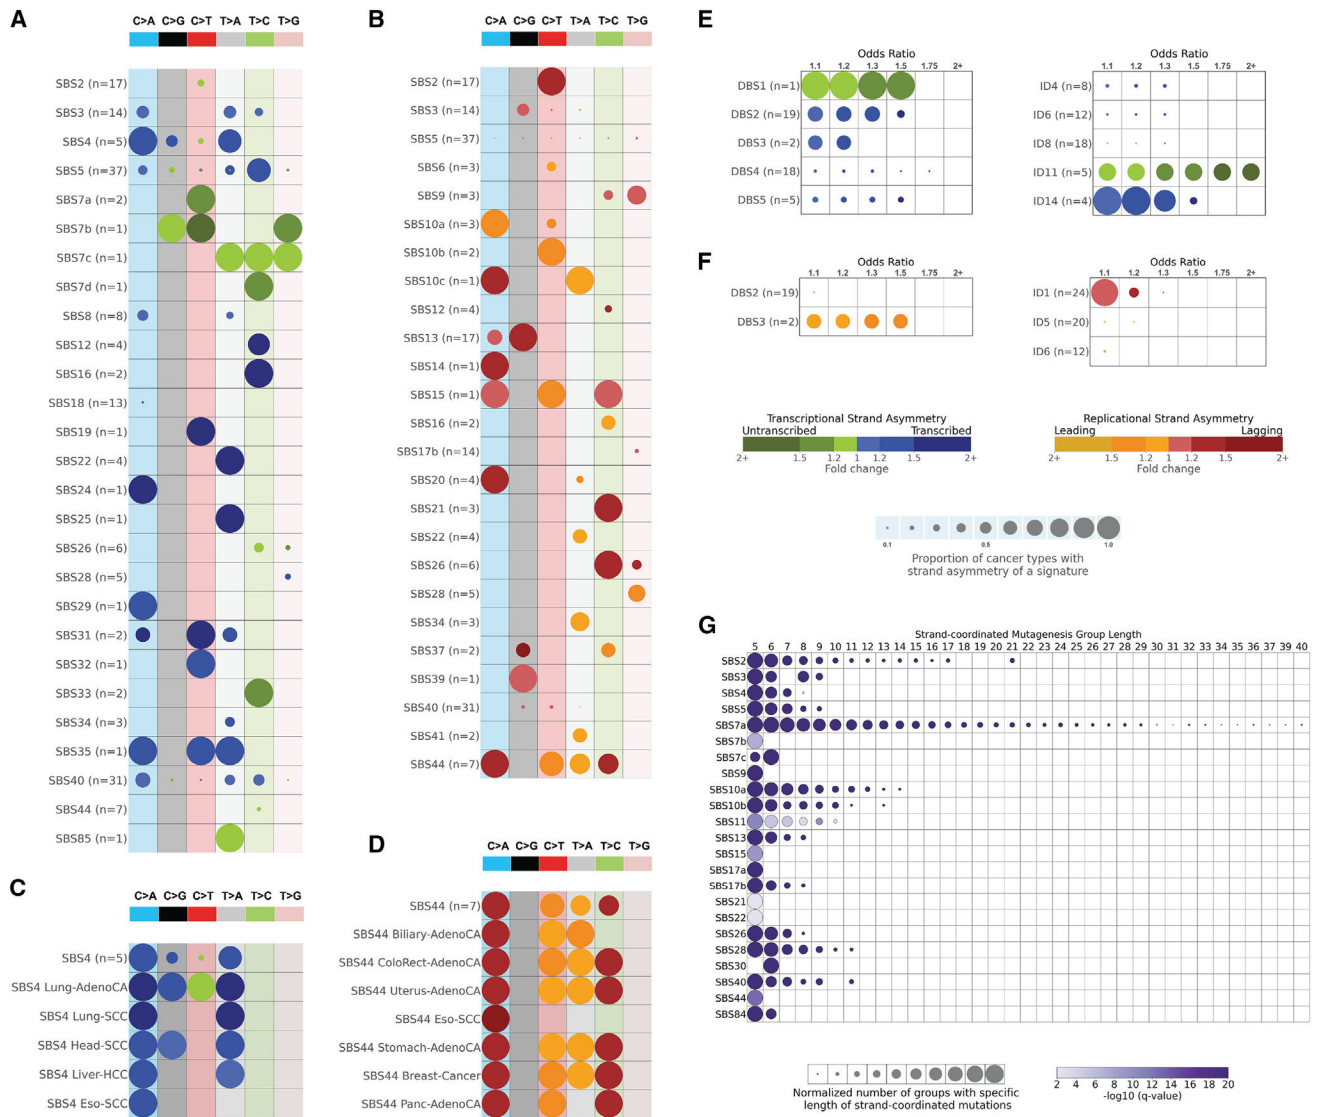 A
C>A C>G C>T T>A T>C T>G
SBS2 (n=17)
SBS3 (n=14)
SBS4 (n=5)
SBS5 (n=37)
SBS7a (n=2)
SBS7b (n=1)
SBS7c (n=1)
SBS7d (n=1)
SBS8 (n=8)
SBS12 (n=4)
SBS16 (n=2)
SBS18 (n=13)
SBS19 (n=1)
SBS22 (n=4)
SBS24 (n=1)
SBS25 (n=1)
SBS26 (n=6)
SBS28 (n=5)
SBS29 (n=1)
SBS31 (n=2)
SBS32 (n=1)
SBS33 (n=2)
SBS34 (n=3)
SBS35 (n=1)
SBS40 (n=31)
SBS44 (n=7)
SBS85 (n=1)
B
C>A C>G C>T T>A T>C T>G
SBS2 (n=17)
SBS3 (n=14)
SBS5 (n=37)
SBS6 (n=3)
SBS9 (n=3)
SBS10a (n=3)
SBS10b (n=2)
SBS10c (n=1)
SBS12 (n=4)
SBS13 (n=17)
SBS14 (n=1)
SBS15 (n=1)
SBS16 (n=2)
SBS17b (n=14)
SBS20 (n=4)
SBS21 (n=3)
SBS22 (n=4)
SBS26 (n=6)
SBS28 (n=5)
SBS34 (n=3)
SBS37 (n=2)
SBS39 (n=1)
SBS40 (n=31)
SBS41 (n=2)
SBS44 (n=7)
C
C>A C>G C>T T>A T>C T>G
SBS4 (n=5)
SBS4 Lung-AdenoCA
SBS4 Lung-SCC
SBS4 Head-SCC
SBS4 Liver-HCC
SBS4 Eso-SCC
D
C>A C>G C>T T>A T>C T>G
SBS44 (n=7)
SBS44 Biliary-AdenoCA
SBS44 ColoRect-AdenoCA
SBS44 Uterus-AdenoCA
SBS44 Eso-SCC
SBS44 Stomach-AdenoCA
SBS44 Breast-Cancer
SBS44 Panc-AdenoCA
E
Odds Ratio
1.1 1.2 1.3 1.5 1.75 2+
DBS1 (n=1)
DBS2 (n=19)
DBS3 (n=2)
DBS4 (n=18)
DBS5 (n=5)
Odds Ratio
1.1 1.2 1.3 1.5 1.75 2+
ID4 (n=8)
ID6 (n=12)
ID8 (n=18)
ID11 (n=5)
ID14 (n=4)
F
Odds Ratio
1.1 1.2 1.3 1.5 1.75 2+
DBS2 (n=19)
DBS3 (n=2)
Odds Ratio
1.1 1.2 1.3 1.5 1.75 2+
ID1 (n=24)
ID5 (n=20)
ID6 (n=12)
Transcriptional Strand Asymmetry
Untranscribed Transcribed
2+ 1.5 1.2 1 1.2 1.5 2+
Fold change
Replicational Strand Asymmetry
Leading Lagging
2+ 1.5 1.2 1 1.2 1.5 2+
Fold change
0.1 0.5 1.0
Proportion of cancer types with
strand asymmetry of a signature
G
Strand-coordinated Mutagenesis Group Length
5 6 7 8 9 10 11 12 13 14 15 16 17 18 19 20 21 22 23 24 25 26 27 28 29 30 31 33 34 35 36 37 39 40
SBS2
SBS3
SBS4
SBS5
SBS7a
SBS7b
SBS7c
SBS9
SBS10a
SBS10b
SBS11
SBS13
SBS15
SBS17a
SBS17b
SBS21
SBS22
SBS26
SBS28
SBS30
SBS40
SBS44
SBS84
Normalized number of groups with specific
length of strand-coordinated mutations
2 4 6 8 10 12 14 16 18 20
-log10 (q-value)